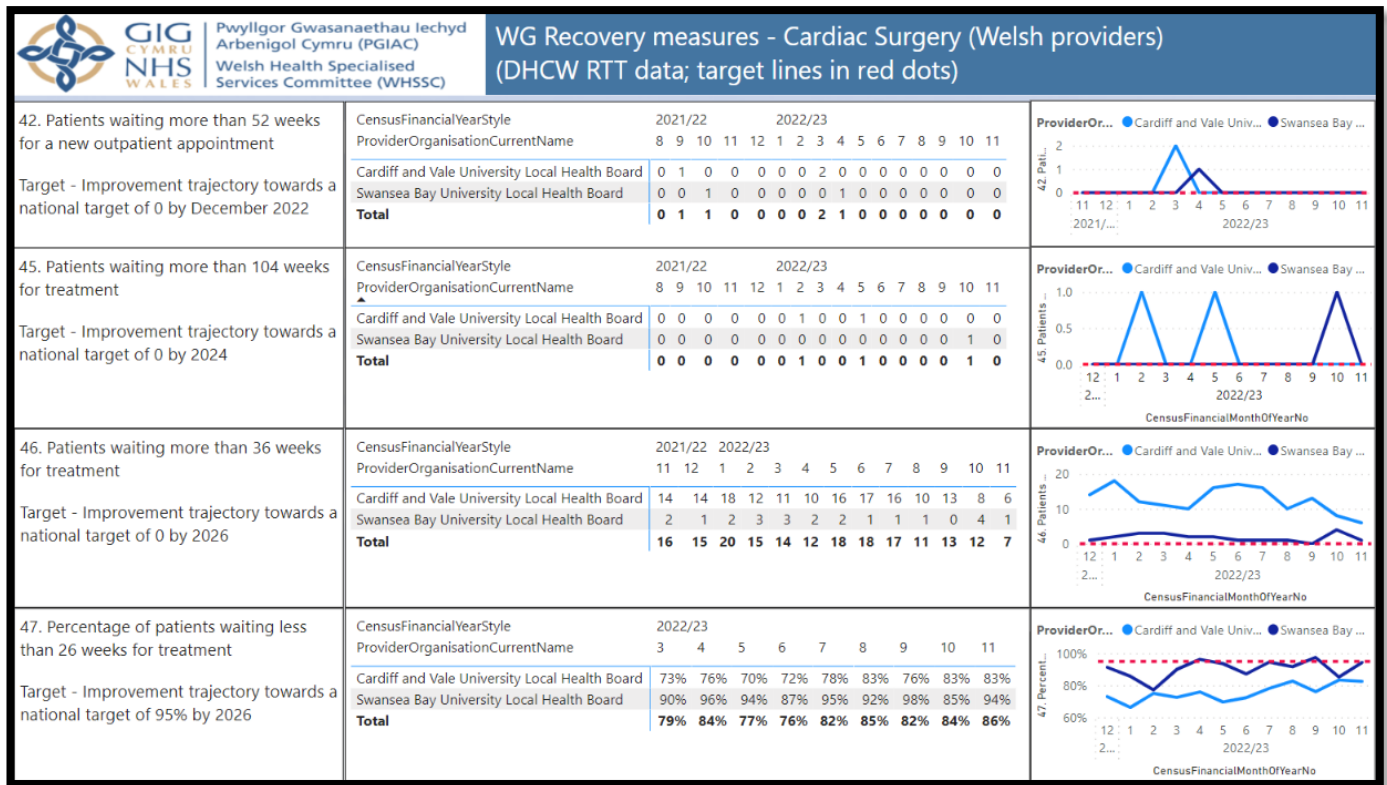 GIG
CYMRU
NHS
WALES
Pwyllgor Gwasanaethau Iechyd
Arbenigol Cymru (PGIAC)
Welsh Health Specialised
Services Committee (WHSSC)
WG Recovery measures - Cardiac Surgery (Welsh providers)
(DHCW RTT data; target lines in red dots)
42. Patients waiting more than 52 weeks
for a new outpatient appointment
Target - Improvement trajectory towards a
national target of 0 by December 2022
CensusFinancialYearStyle 2021/22 2022/23
ProviderOrganisationCurrentName 8 9 10 11 12 1 2 3 4 5 6 7 8 9 10 11
Cardiff and Vale University Local Health Board 0 1 0 0 0 0 0 2 0 0 0 0 0 0 0 0
Swansea Bay University Local Health Board 0 0 1 0 0 0 0 0 1 0 0 0 0 0 0 0
Total 0 1 1 0 0 0 0 2 1 0 0 0 0 0 0 0
ProviderOr... Cardiff and Vale Univ... Swansea Bay ...
42. Pati...
2
1
0
11 12 1 2 3 4 5 6 7 8 9 10 11
2021/... 2022/23
45. Patients waiting more than 104 weeks
for treatment
Target - Improvement trajectory towards a
national target of 0 by 2024
CensusFinancialYearStyle 2021/22 2022/23
ProviderOrganisationCurrentName 8 9 10 11 12 1 2 3 4 5 6 7 8 9 10 11
Cardiff and Vale University Local Health Board 0 0 0 0 0 0 1 0 0 1 0 0 0 0 0 0
Swansea Bay University Local Health Board 0 0 0 0 0 0 0 0 0 0 0 0 0 0 1 0
Total 0 0 0 0 0 0 1 0 0 1 0 0 0 0 1 0
ProviderOr... Cardiff and Vale Univ... Swansea Bay ...
45. Patients ...
1.0
0.5
0.0
12 1 2 3 4 5 6 7 8 9 10 11
2... 2022/23
CensusFinancialMonthOfYearNo
46. Patients waiting more than 36 weeks
for treatment
Target - Improvement trajectory towards a
national target of 0 by 2026
CensusFinancialYearStyle 2021/22 2022/23
ProviderOrganisationCurrentName 11 12 1 2 3 4 5 6 7 8 9 10 11
Cardiff and Vale University Local Health Board 14 14 18 12 11 10 16 17 16 10 13 8 6
Swansea Bay University Local Health Board 2 1 2 3 3 2 2 1 1 1 0 4 1
Total 16 15 20 15 14 12 18 18 17 11 13 12 7
ProviderOr... Cardiff and Vale Univ... Swansea Bay ...
46. Patients ...
20
10
0
12 1 2 3 4 5 6 7 8 9 10 11
2... 2022/23
CensusFinancialMonthOfYearNo
47. Percentage of patients waiting less
than 26 weeks for treatment
Target - Improvement trajectory towards a
national target of 95% by 2026
CensusFinancialYearStyle 2022/23
ProviderOrganisationCurrentName 3 4 5 6 7 8 9 10 11
Cardiff and Vale University Local Health Board 73% 76% 70% 72% 78% 83% 76% 83% 83%
Swansea Bay University Local Health Board 90% 96% 94% 87% 95% 92% 98% 85% 94%
Total 79% 84% 77% 76% 82% 85% 82% 84% 86%
ProviderOr... Cardiff and Vale Univ... Swansea Bay ...
47. Percent...
100%
80%
60%
12 1 2 3 4 5 6 7 8 9 10 11
2... 2022/23
CensusFinancialMonthOfYearNo